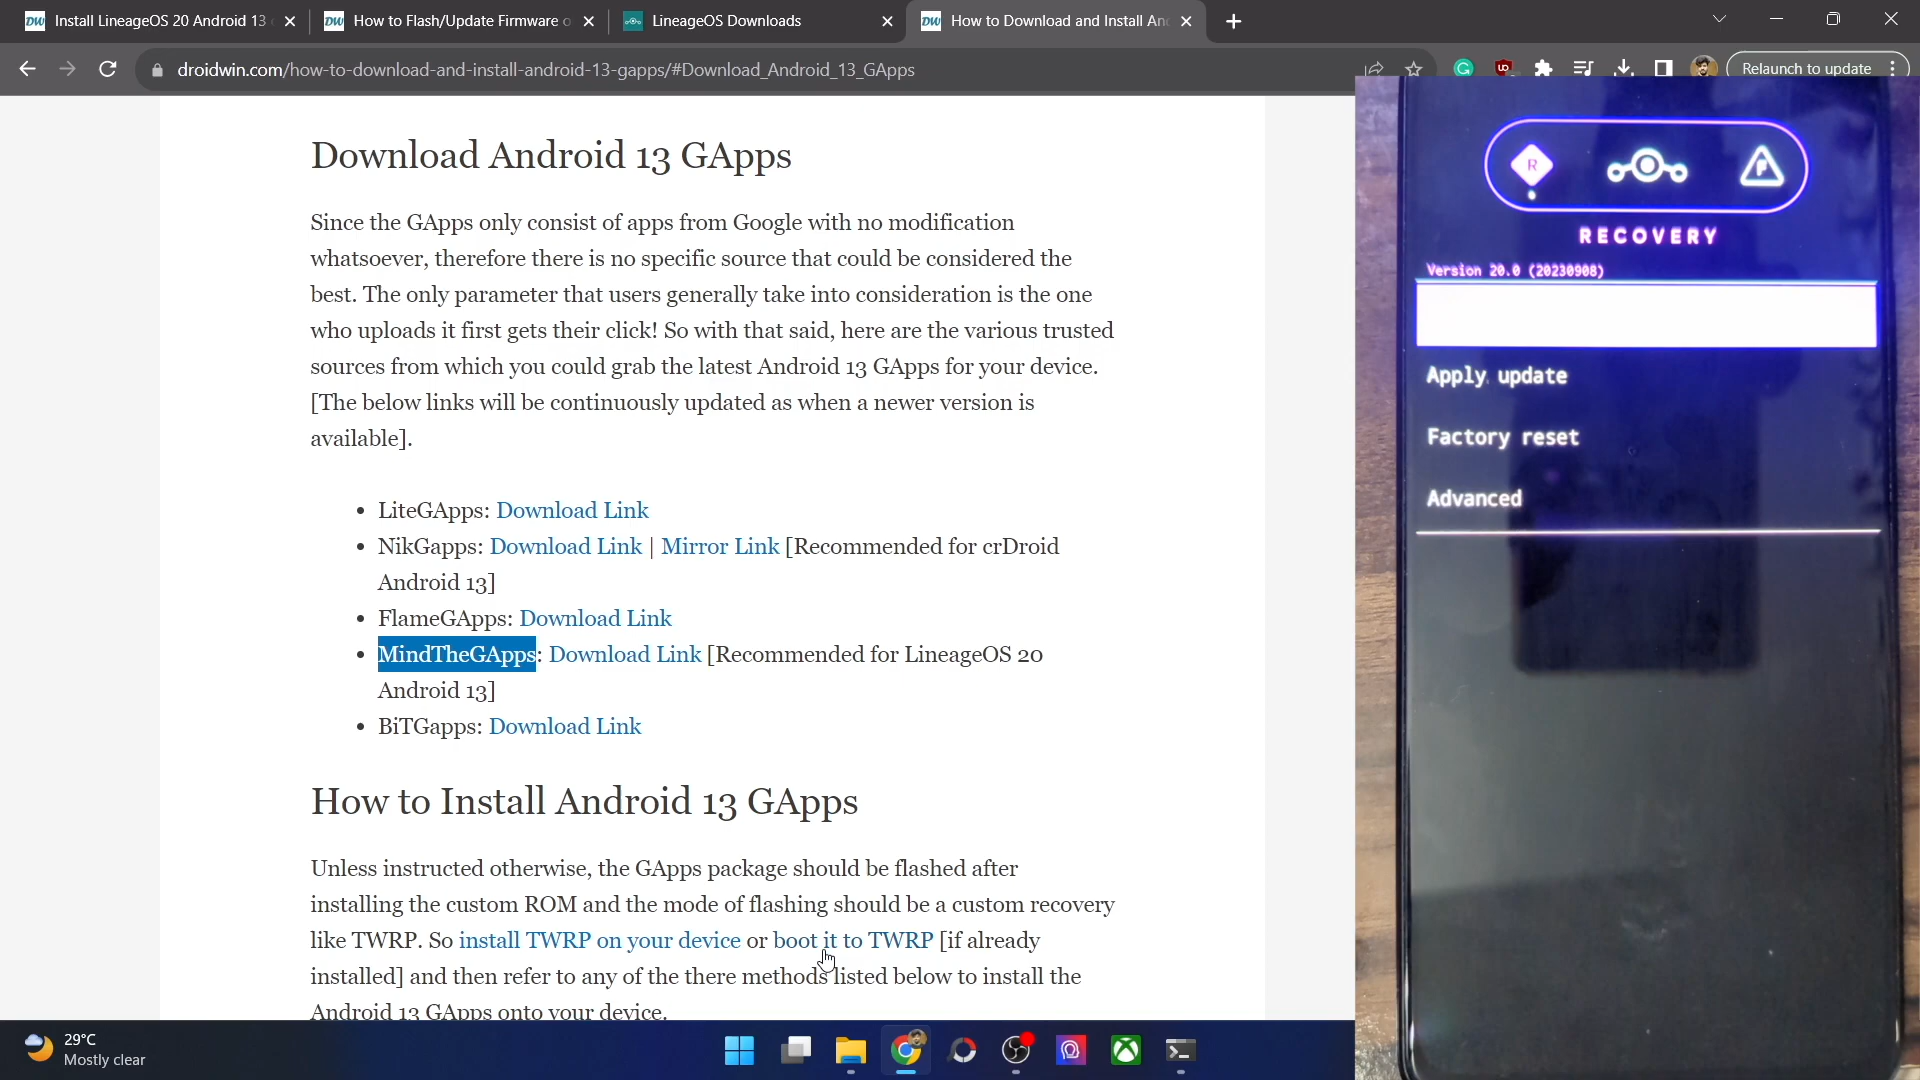 DW Install LineageOS 20 Android 13
DW How to Flash/Update Firmware o
LineageOS Downloads
DW How to Download and Install An
droidwin.com/how-to-download-and-install-android-13-gapps/#Download_Android_13_GApps
Relaunch to update
Download Android 13 GApps
Since the GApps only consist of apps from Google with no modification
whatsoever, therefore there is no specific source that could be considered the
best. The only parameter that users generally take into consideration is the one
who uploads it first gets their click! So with that said, here are the various trusted
sources from which you could grab the latest Android 13 GApps for your device.
[The below links will be continuously updated as when a newer version is
available].
• LiteGApps: Download Link
• NikGapps: Download Link | Mirror Link [Recommended for crDroid
Android 13]
• FlameGApps: Download Link
• MindTheGApps: Download Link [Recommended for LineageOS 20
Android 13]
• BiTGapps: Download Link
How to Install Android 13 GApps
Unless instructed otherwise, the GApps package should be flashed after
installing the custom ROM and the mode of flashing should be a custom recovery
like TWRP. So install TWRP on your device or boot it to TWRP [if already
installed] and then refer to any of the there methods listed below to install the
Android 13 GApps onto your device.
R
RECOVERY
Version 20.0 (20230908)
Apply update
Factory reset
Advanced
29°C
Mostly clear